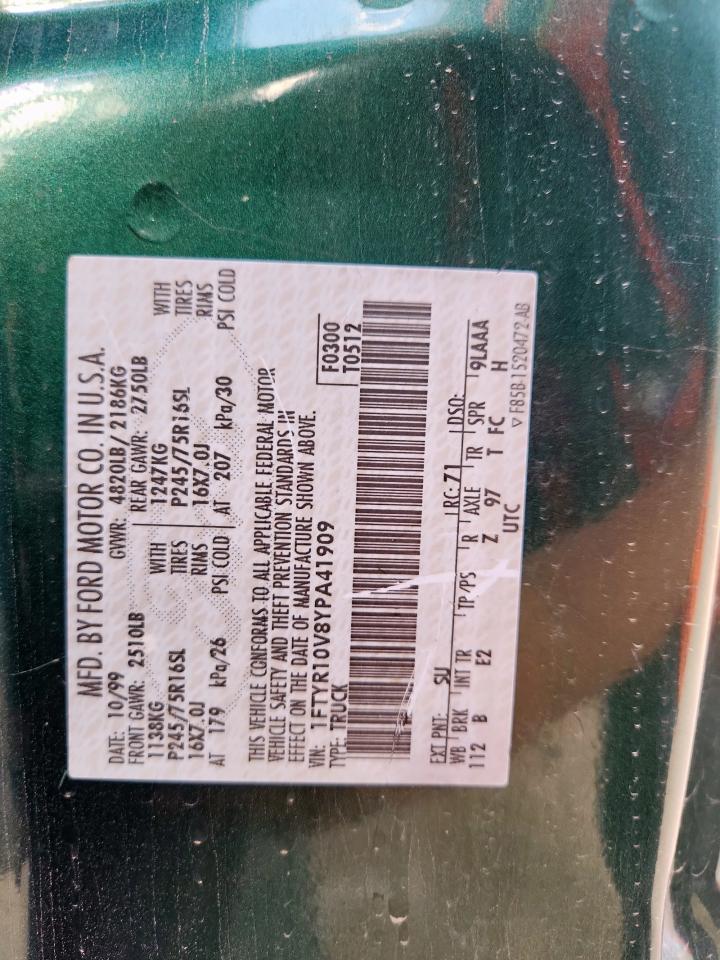 MFD. BY FORD MOTOR CO. IN U.S.A.
DATE: 10/99 GVWR: 4820LB/ 2186KG
FRONT GAWR: 2510LB REAR GAWR: 2750LB
1138KG WITH 1247KG WITH
P245/75R16SL TIRES P245/75R16SL TIRES
16X7.0J RIMS 16X7.0J RIMS
AT 179 kPa/26 PSI COLD AT 207 kPa/30 PSI COLD
THIS VEHICLE CONFORMS TO ALL APPLICABLE FEDERAL MOTOR
VEHICLE SAFETY AND THEFT PREVENTION STANDARDS IN
EFFECT ON THE DATE OF MANUFACTURE SHOWN ABOVE.
VIN: 1FTYR10V8YPA41909 F0300
TYPE: TRUCK T0512
EXT PNT: SU RC: 71 DSO:
WB BRK INT TR TP/PS R AXLE TR SPR 9LAAA
112 B E2 Z 97 T FC H
UTC
▽ F85B-1520472-AB